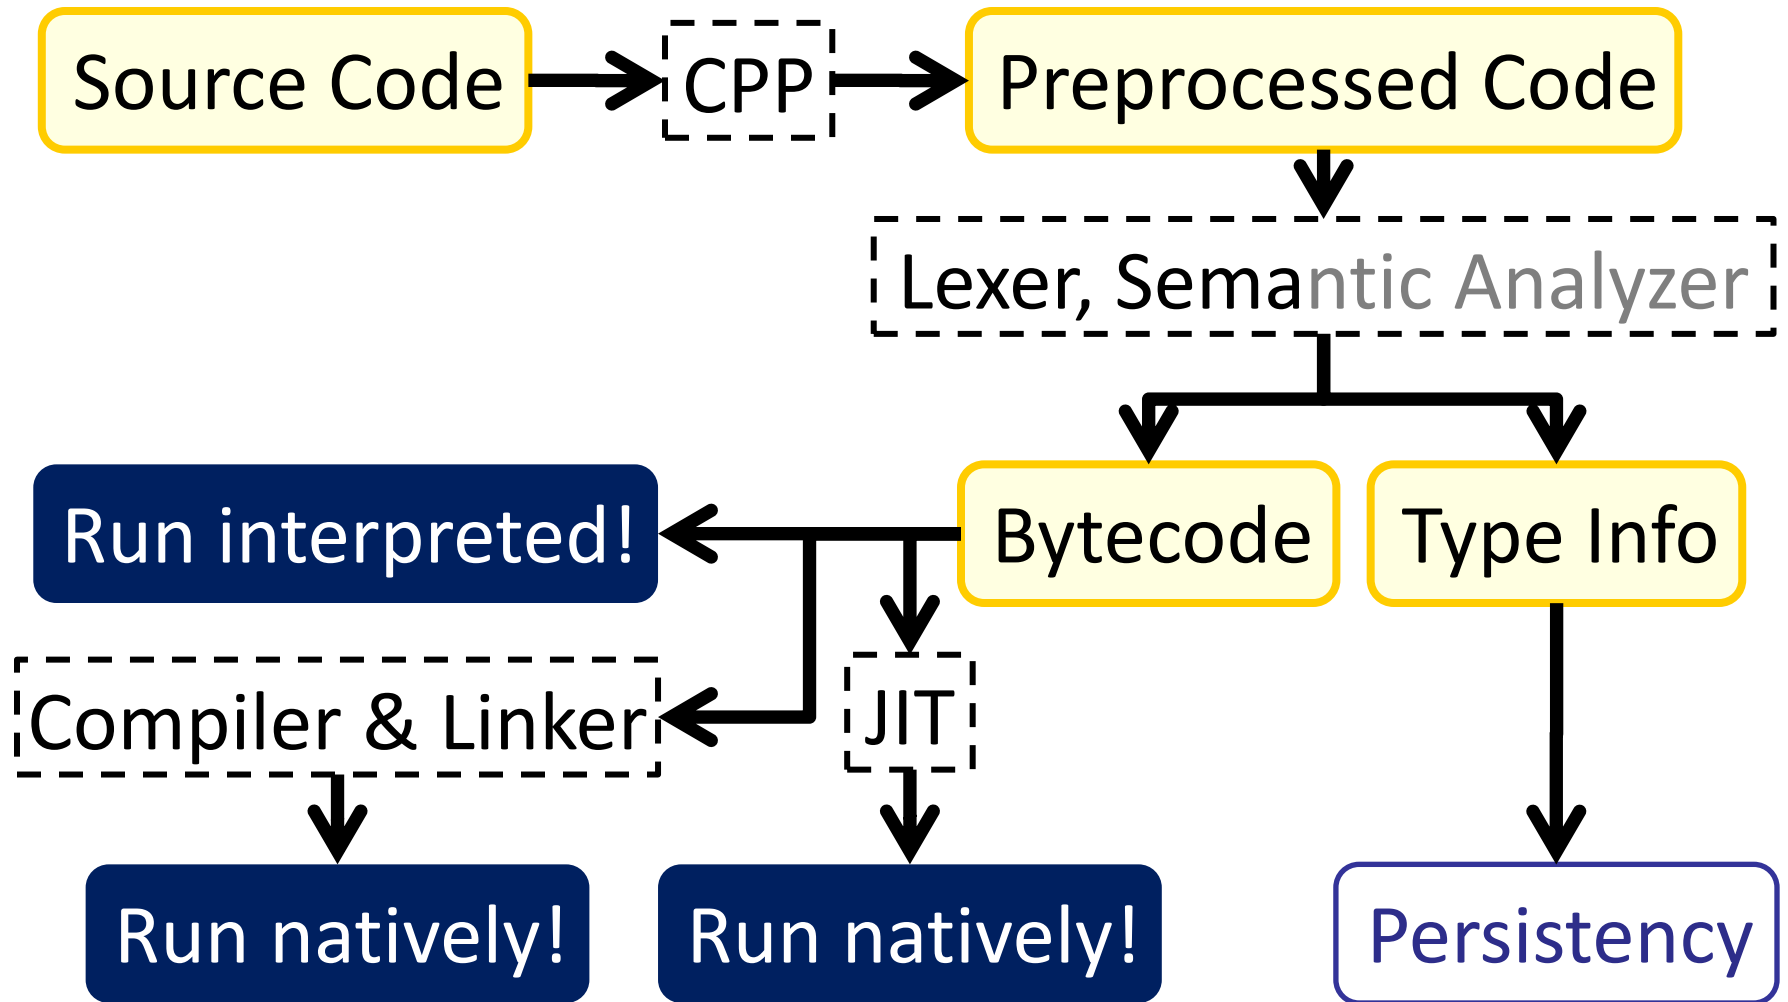 Source Code
CPP
Preprocessed Code
Lexer, Semantic Analyzer
Run interpreted!
Bytecode
Type Info
Compiler & Linker
JIT
Run natively!
Run natively!
Persistency